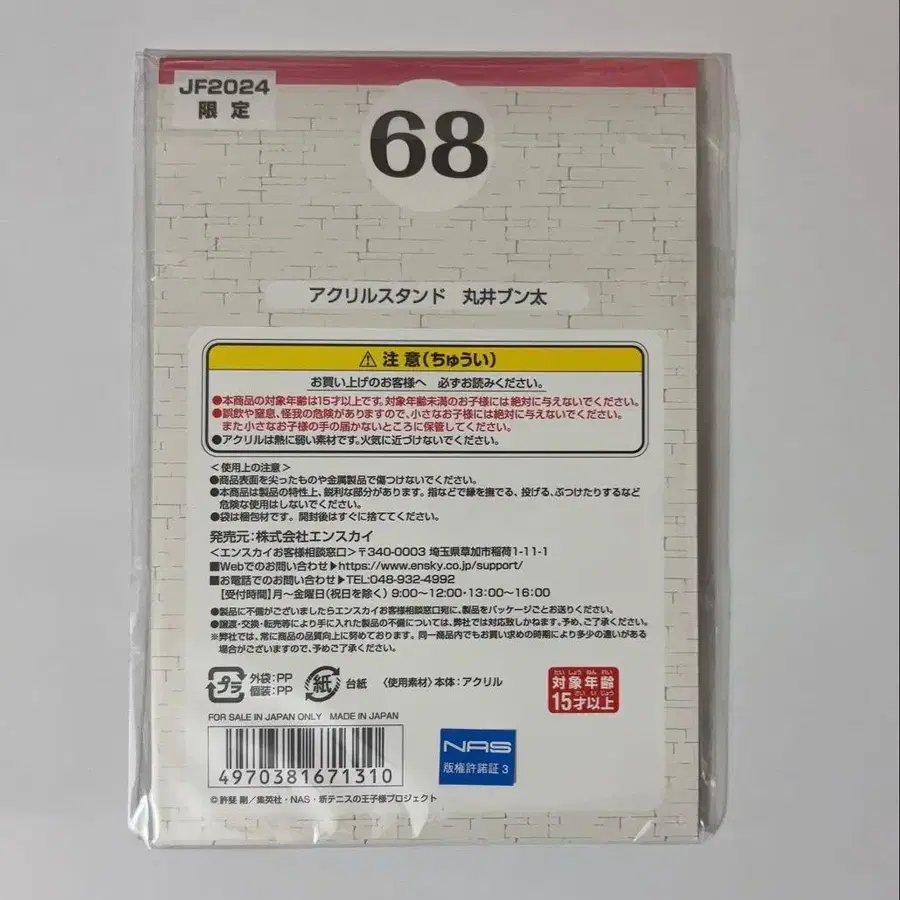 JF2024
限定
68
アクリルスタンド 丸井ブン太
⚠注意(ちゅうい)
お買い上げのお客様へ 必ずお読みください。
●本商品の対象年齢は15才以上です。対象年齢未満のお子様には絶対に与えないでください。
●誤飲や窒息、怪我の危険がありますので、小さなお子様には絶対に与えないでください。
また小さなお子様の手の届かないところに保管してください。
●アクリルは熱に弱い素材です。火気に近づけないでください。
<使用上の注意>
●商品表面を尖ったものや金属製品で傷つけないでください。
●本商品は製品の特性上、鋭利な部分があります。指などで縁を撫でる、投げる、ぶつけたりするなど
危険な使用はしないでください。
●袋は梱包材です。開封後はすぐに捨ててください。
発売元:株式会社エンスカイ
<エンスカイお客様相談窓口>〒340-0003 埼玉県草加市稲荷1-11-1
■Webでのお問い合わせ▶https://www.ensky.co.jp/support/
■お電話でのお問い合わせ▶TEL:048-932-4992
【受付時間】月〜金曜日(祝日を除く) 9:00〜12:00・13:00〜16:00
●製品に不備がございましたらエンスカイお客様相談窓口宛に、製品をパッケージごとお送りください。
●譲渡・交換・転売等により手に入れた製品の不備については、弊社では対応致しかねます。予め、ご了承ください。
※弊社では、常に商品の品質向上に努めております。同一商品内でもお買い求めの時期により多少の違いがある
場合がございますので、予めご了承ください。
プラ 外袋:PP
個装:PP
紙 台紙 〈使用素材〉本体:アクリル
たいしょうねんれい
対象年齢
さいいじょう
15才以上
FOR SALE IN JAPAN ONLY MADE IN JAPAN
4970381671310
NAS
版権許諾証3
©許斐 剛/集英社・NAS・新テニスの王子様プロジェクト